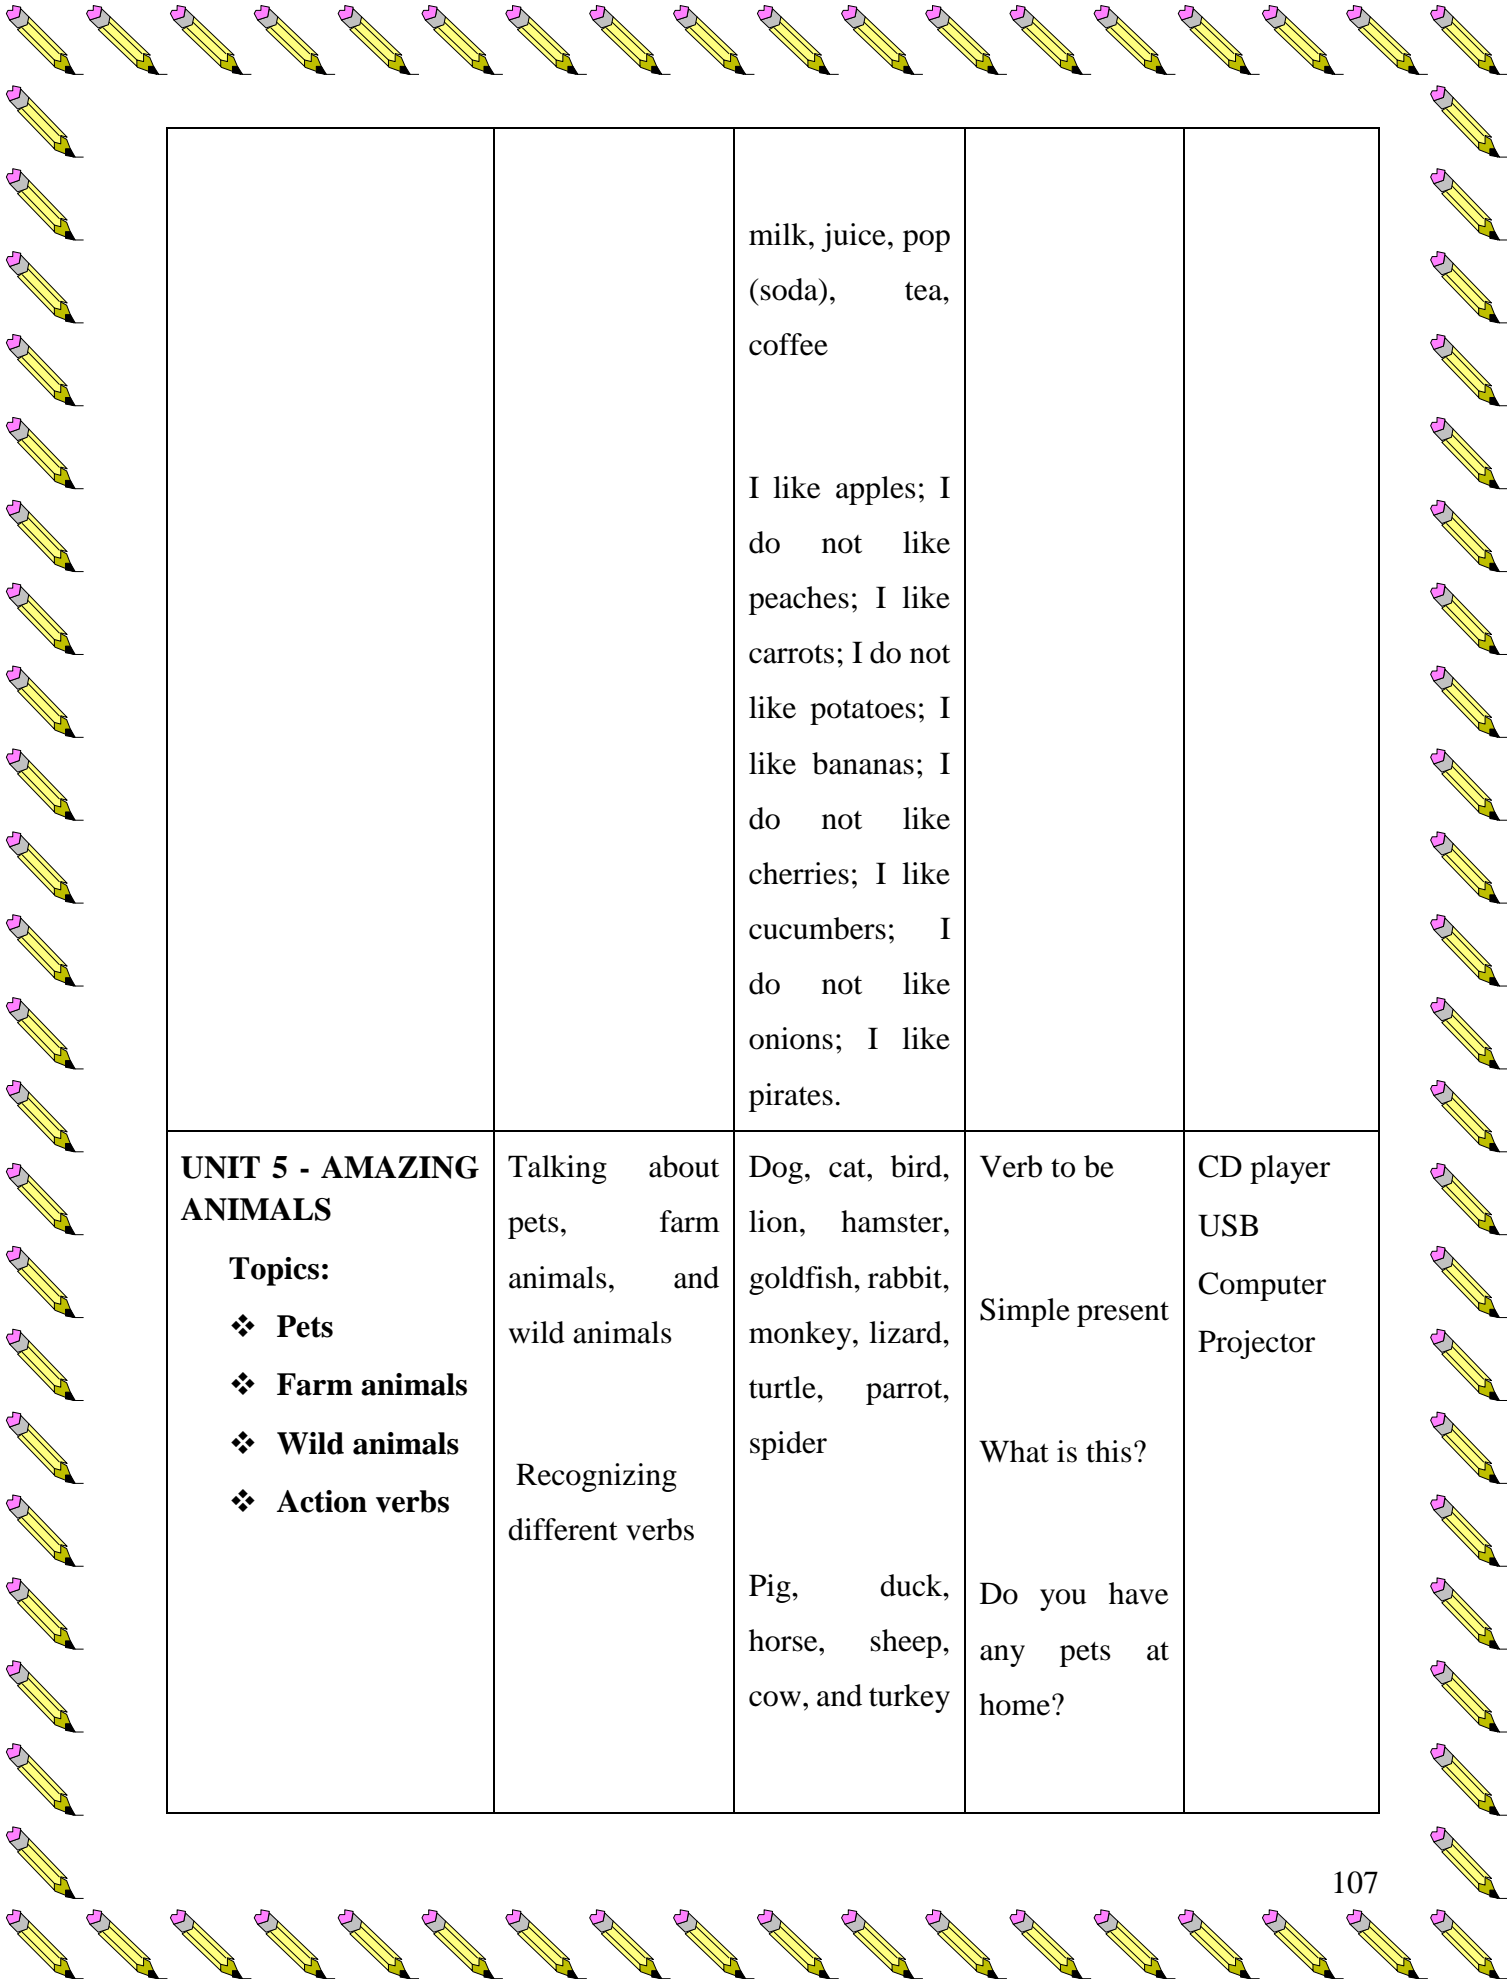 milk, juice, pop
(soda), tea,
coffee
I like apples; I
do not like
peaches; I like
carrots; I do not
like potatoes; I
like bananas; I
do not like
cherries; I like
cucumbers; I
do not like
onions; I like
pirates.
UNIT 5 - AMAZING
ANIMALS
Topics:
❖ Pets
❖ Farm animals
❖ Wild animals
❖ Action verbs
Talking about
pets, farm
animals, and
wild animals
Recognizing
different verbs
Dog, cat, bird,
lion, hamster,
goldfish, rabbit,
monkey, lizard,
turtle, parrot,
spider
Pig, duck,
horse, sheep,
cow, and turkey
Verb to be
Simple present
What is this?
Do you have
any pets at
home?
CD player
USB
Computer
Projector
107